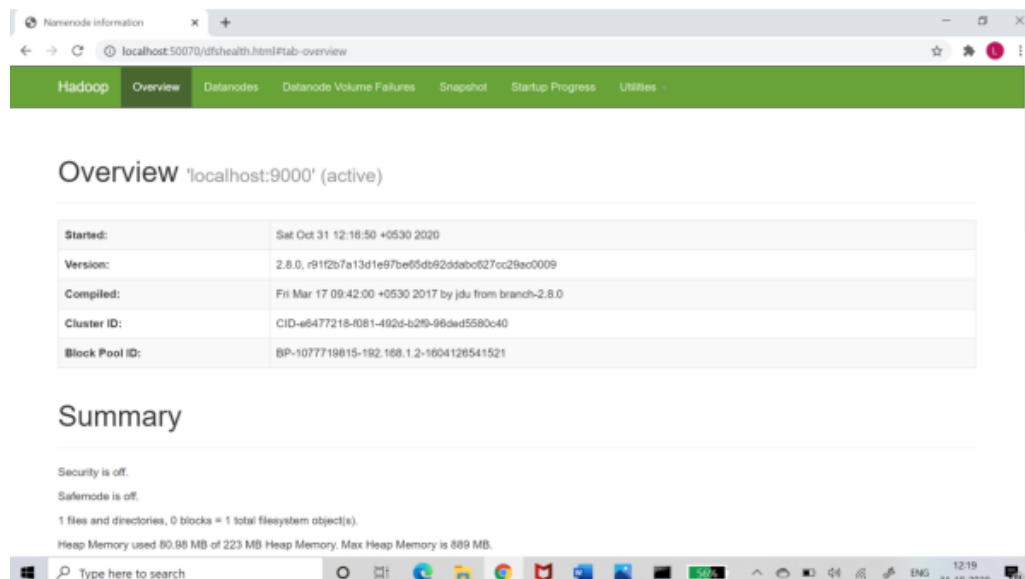 Namenode information
localhost:50070/dfshealth.html#tab-overview
L
Hadoop Overview Datanodes Datanode Volume Failures Snapshot Startup Progress Utilities
Overview 'localhost:9000' (active)
Started: Sat Oct 31 12:16:50 +0530 2020
Version: 2.8.0, r91f2b7a13d1e97be65db92ddabc627cc29ac0009
Compiled: Fri Mar 17 09:42:00 +0530 2017 by jdu from branch-2.8.0
Cluster ID: CID-e6477218-f081-492d-b2f9-96ded5580c40
Block Pool ID: BP-1077719815-192.168.1.2-1604126541521
Summary
Security is off.
Safemode is off.
1 files and directories, 0 blocks = 1 total filesystem object(s).
Heap Memory used 80.98 MB of 223 MB Heap Memory. Max Heap Memory is 889 MB.
Type here to search
56%
ENG
12:19
31-10-2020